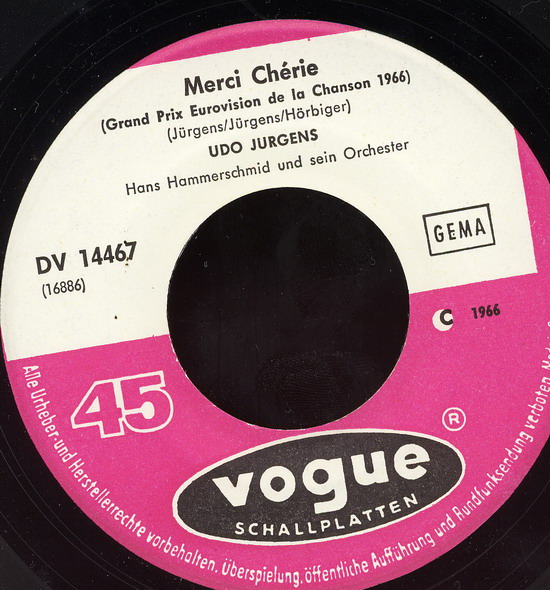 Merci Chérie
(Grand Prix Eurovision de la Chanson 1966)
(Jürgens/Jürgens/Hörbiger)
UDO JURGENS
Hans Hammerschmid und sein Orchester
GEMA
DV 14467
(16886)
C 1966
45
®
vogue
SCHALLPLATTEN
Alle Urheber- und Herstellerrechte vorbehalten. Überspielung, öffentliche Aufführung und Rundfunksendung verboten.